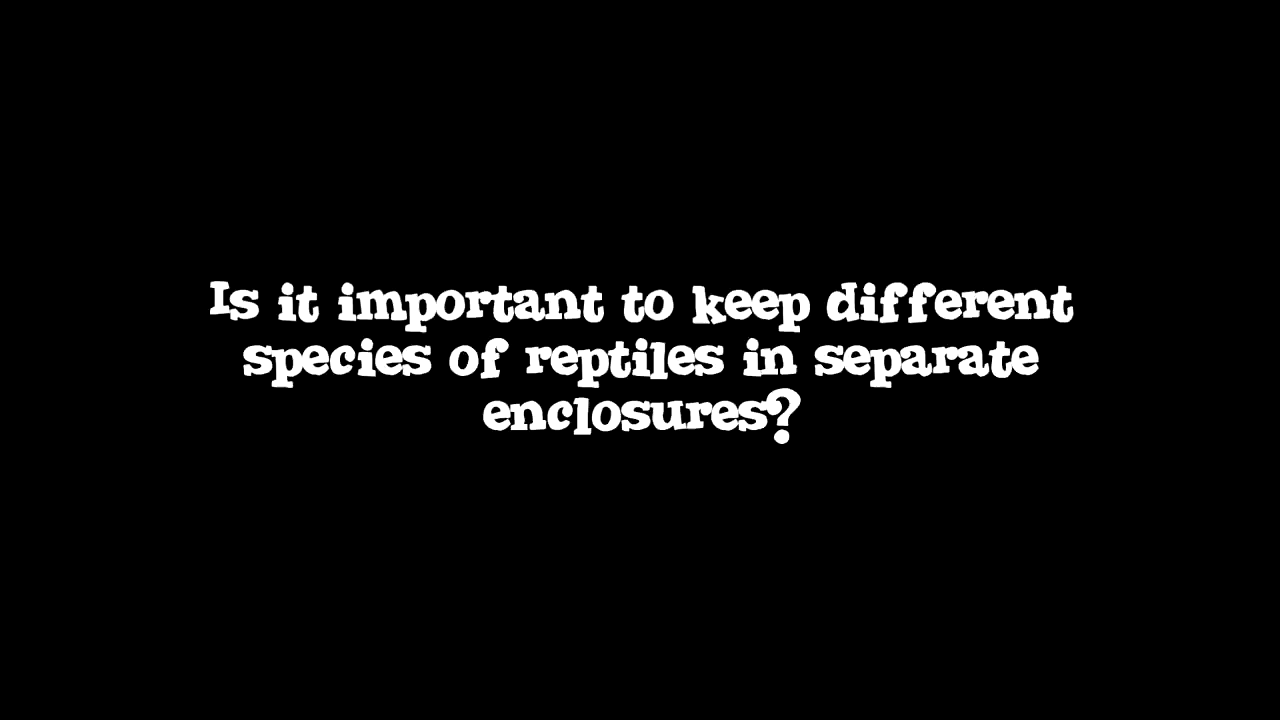 Is it important to keep different
species of reptiles in separate
enclosures?